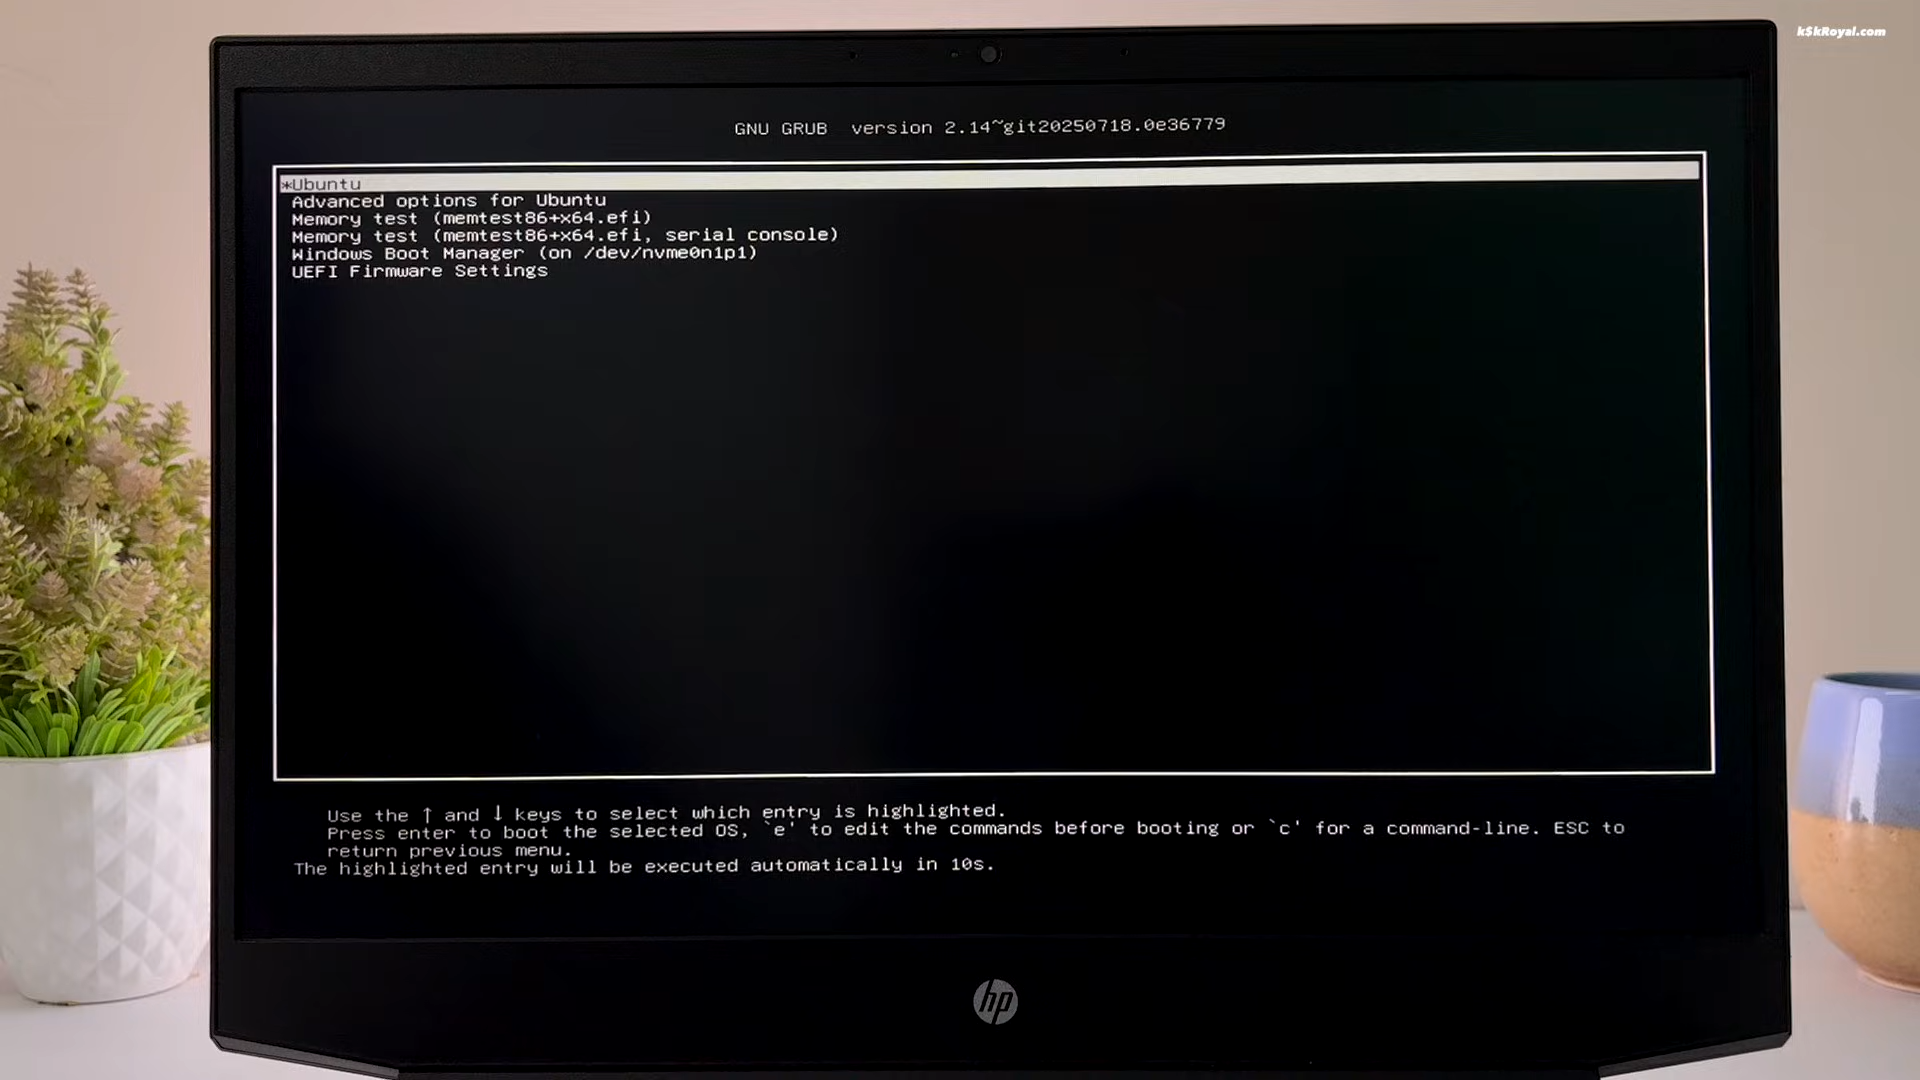 k$kRoyal.com
GNU GRUB  version 2.14~git20250718.0e36779
*Ubuntu
Advanced options for Ubuntu
Memory test (memtest86+x64.efi)
Memory test (memtest86+x64.efi, serial console)
Windows Boot Manager (on /dev/nvme0n1p1)
UEFI Firmware Settings
Use the ↑ and ↓ keys to select which entry is highlighted.
Press enter to boot the selected OS, `e' to edit the commands before booting or `c' for a command-line. ESC to
return previous menu.
The highlighted entry will be executed automatically in 10s.
hp